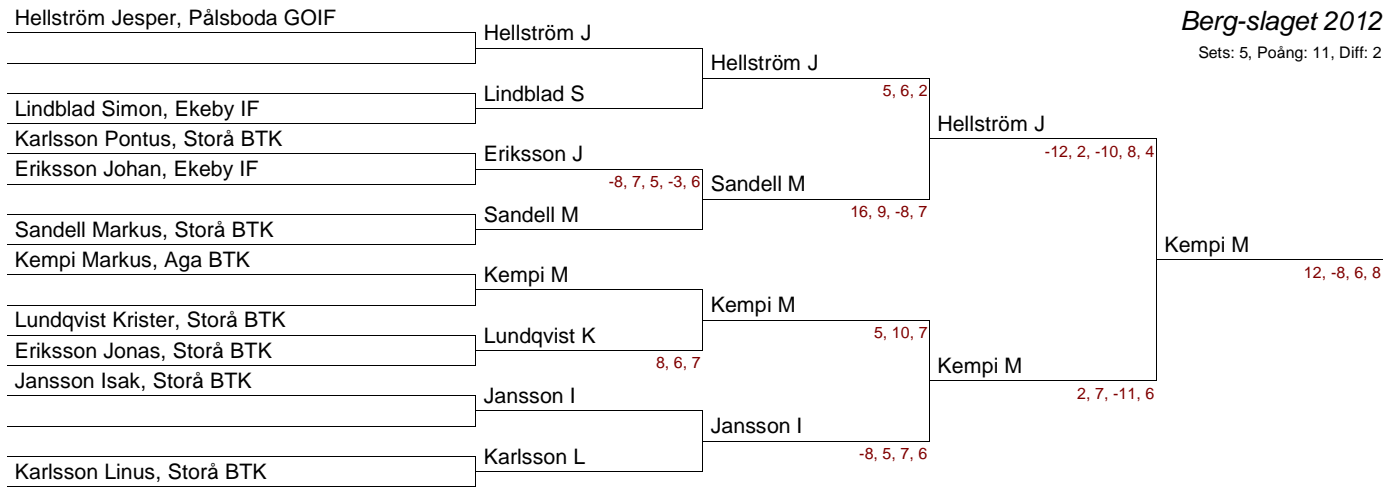 Hellström Jesper, Pålsboda GOIF
Berg-slaget 2012
Hellström J
Sets: 5, Poång: 11, Diff: 2
Hellström J
Lindblad S
5, 6, 2
Lindblad Simon, Ekeby IF
Hellström J
Karlsson Pontus, Storå BTK
-12, 2, -10, 8, 4
Eriksson J
Eriksson Johan, Ekeby IF
-8, 7, 5, -3, 6
Sandell M
Sandell M
16, 9, -8, 7
Sandell Markus, Storå BTK
Kempi M
Kempi Markus, Aga BTK
12, -8, 6, 8
Kempi M
Kempi M
Lundqvist Krister, Storå BTK
5, 10, 7
Lundqvist K
Eriksson Jonas, Storå BTK
8, 6, 7
Kempi M
Jansson Isak, Storå BTK
2, 7, -11, 6
Jansson I
Jansson I
-8, 5, 7, 6
Karlsson L
Karlsson Linus, Storå BTK